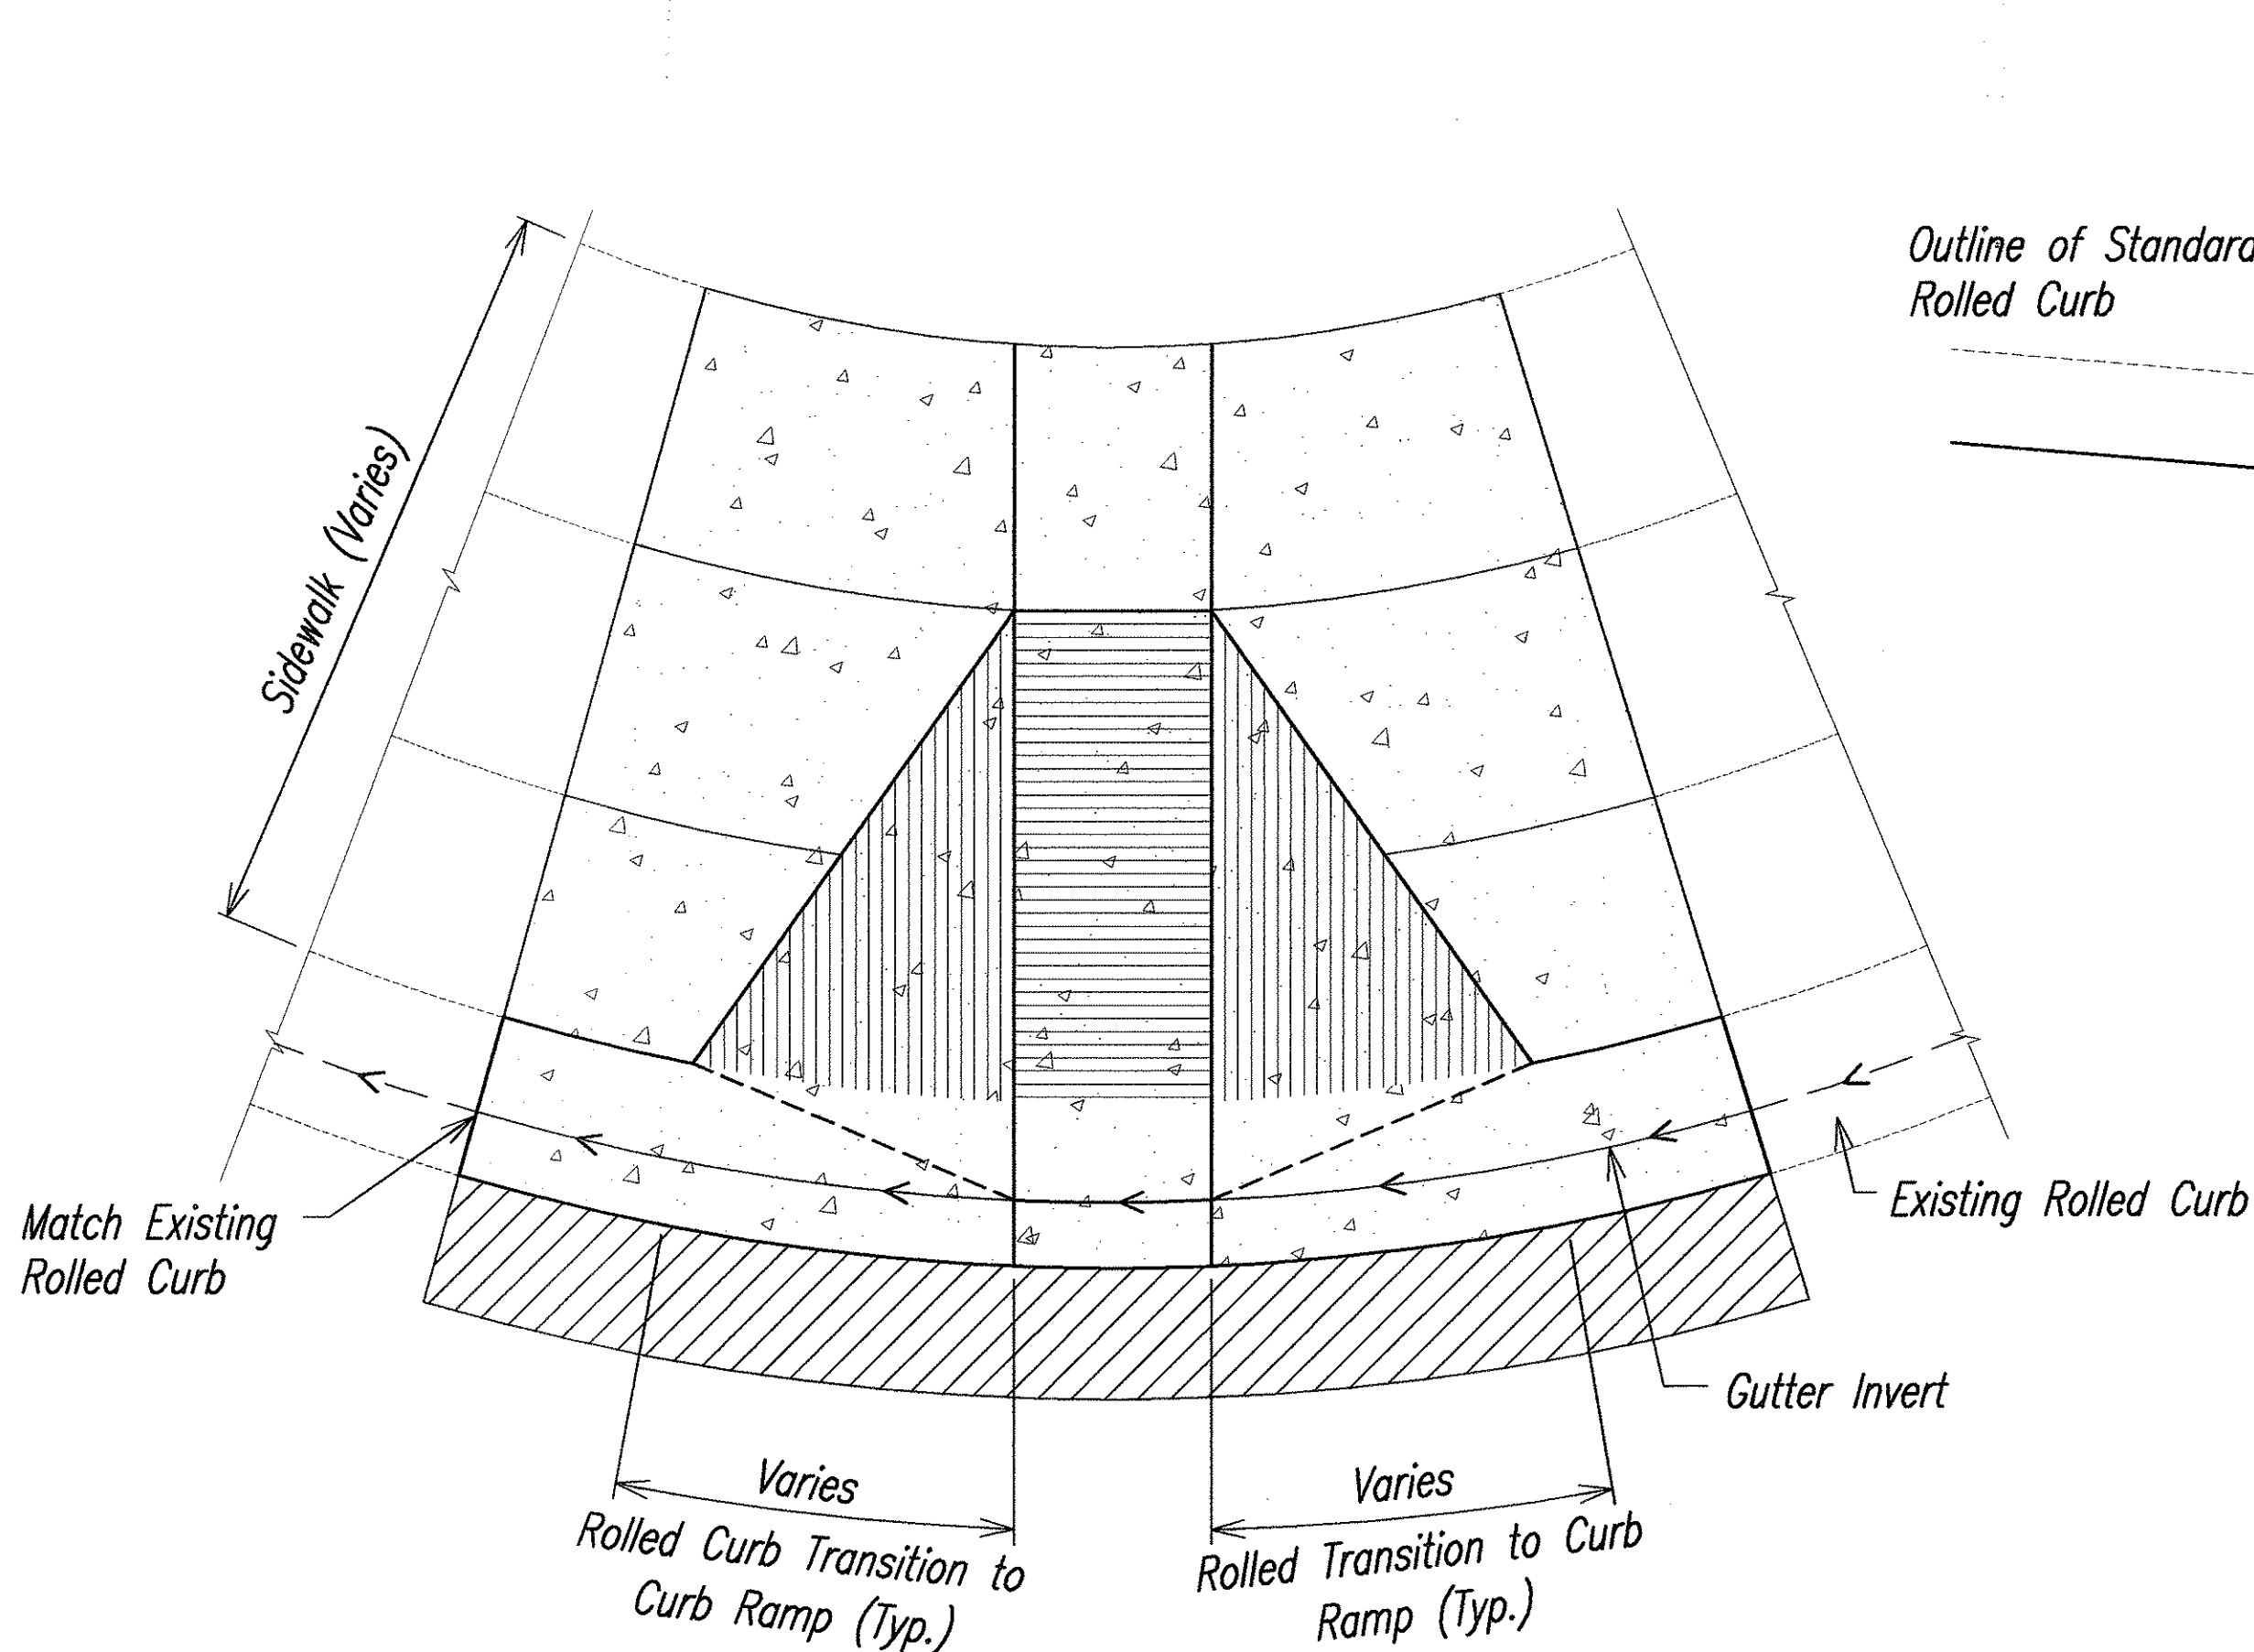 Outline of Standard
Rolled Curb
Sidewalk (Varies)
Match Existing
Rolled Curb
Existing Rolled Curb
Gutter Invert
Varies
Rolled Curb Transition to
Curb Ramp (Typ.)
Varies
Rolled Transition to Curb
Ramp (Typ.)